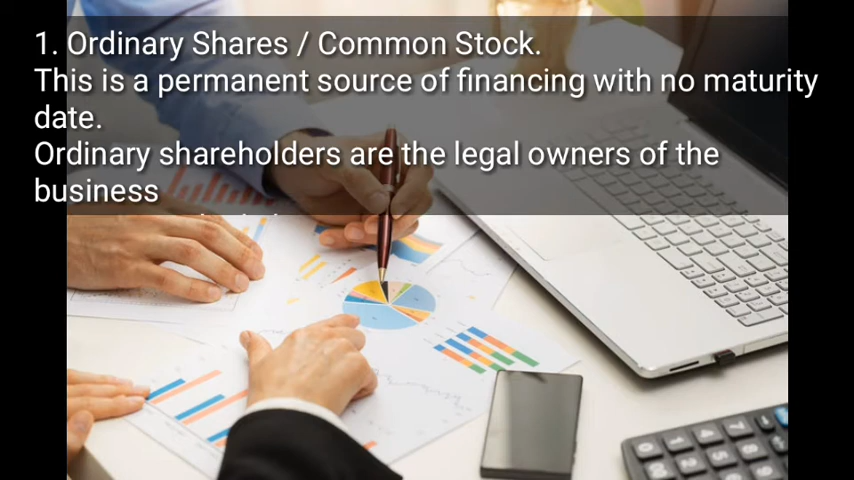 1. Ordinary Shares / Common Stock.
This is a permanent source of financing with no maturity
date.
Ordinary shareholders are the legal owners of the
business